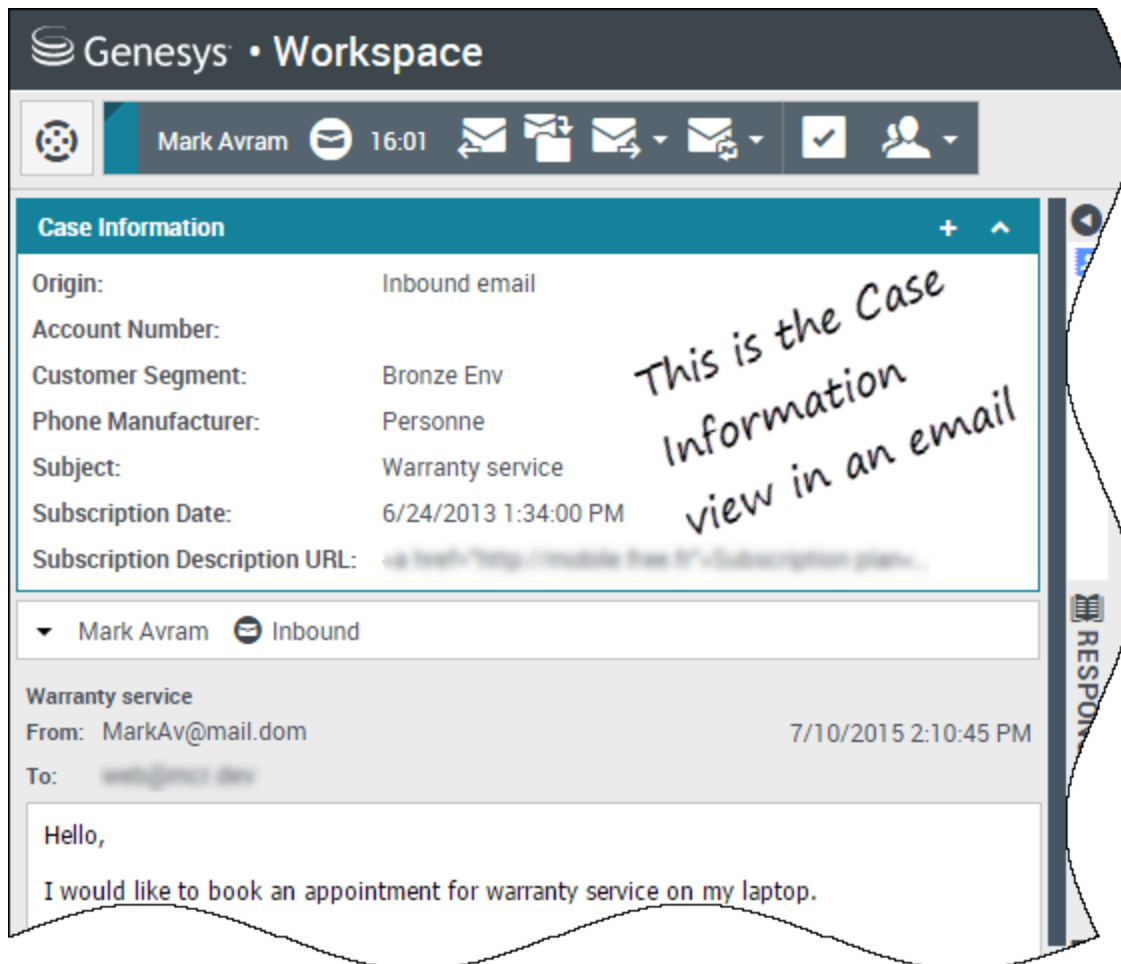 Genesys • Workspace
Mark Avram 16:01
Case Information
Origin: Inbound email
Account Number:
Customer Segment: Bronze Env
Phone Manufacturer: Personne
Subject: Warranty service
Subscription Date: 6/24/2013 1:34:00 PM
Subscription Description URL:
This is the Case
Information
view in an email
Mark Avram Inbound
Warranty service
From: MarkAv@mail.dom 7/10/2015 2:10:45 PM
To:
Hello,
I would like to book an appointment for warranty service on my laptop.